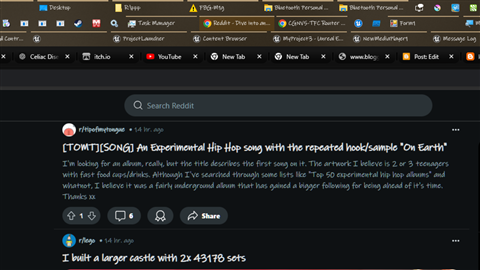 Desktop
Rlogo
FBG-Mtg
Bluetooth Personal ...
Bluetooth Personal ...
Task Manager
Reddit - Dive into an...
CGNV5-TFC Router ...
Form1
ll Contr...
ProjectLauncher
Content Browser
MyProject3 - Unreal E...
NewMediaPlayer1
Message Log
Celiac Dis
itch.io
YouTube
New Tab
New Tab
www.blog
Post: Edit
Search Reddit
r/tipofmytongue • 14 hr. ago
[TOMT][SONG] An Experimental Hip Hop song with the repeated hook/sample "On Earth"
I'm looking for an album, really, but the title describes the first song on it. The artwork I believe is 2 or 3 teenagers
with fast food cups/drinks. Although I've searched through some lists like "Top 50 experimental hip hop albums" and
whatnot, I believe it was a fairly underground album that has gained a bigger following for being ahead of it's time.
Thanks xx
1
6
Share
r/lego • 14 hr. ago
I built a larger castle with 2x 43178 sets